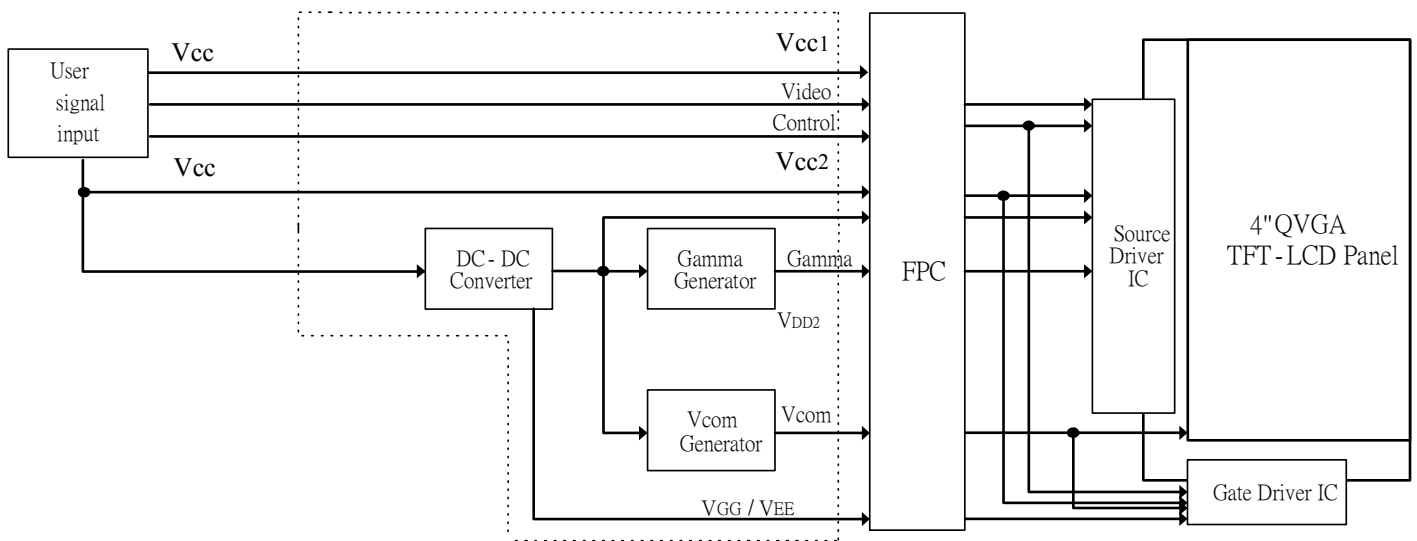 Vcc
Vcc1
User
signal
input
Video
Control
Vcc
Vcc2
DC - DC
Converter
Gamma
Generator
Gamma
VDD2
FPC
Source
Driver
IC
4"QVGA
TFT-LCD Panel
Vcom
Generator
Vcom
VGG / VEE
Gate Driver IC